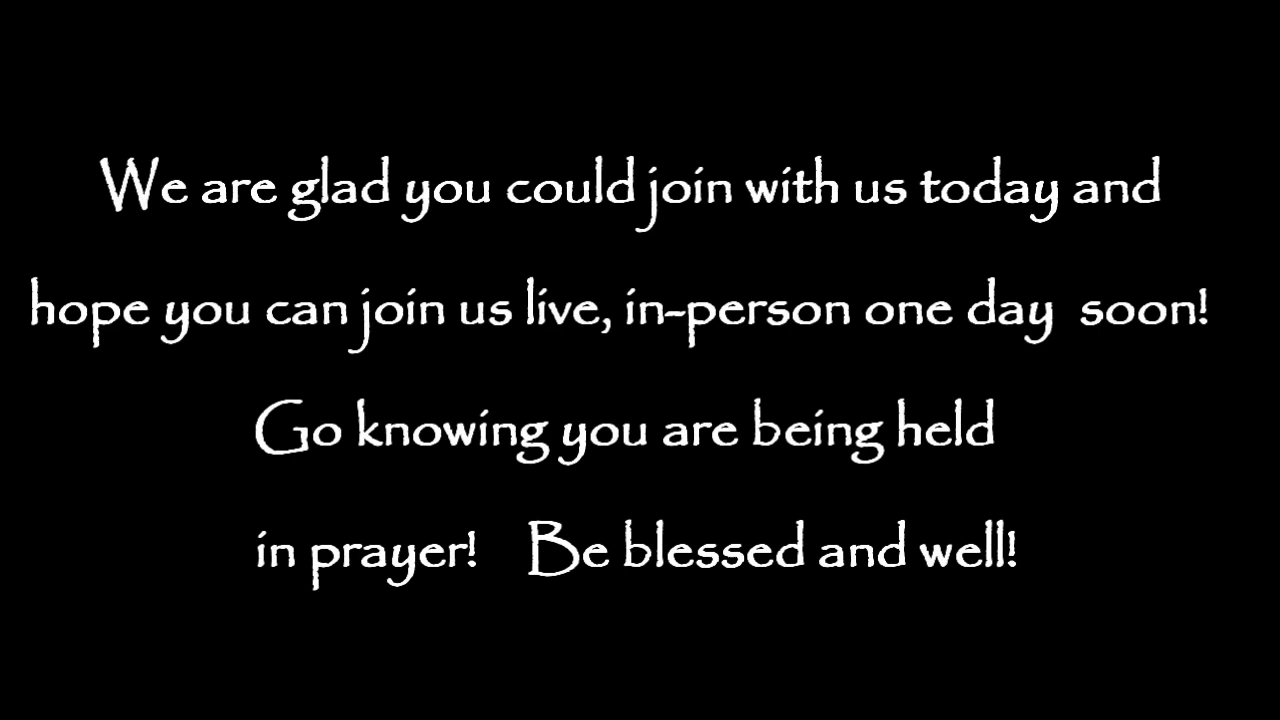 We are glad you could join with us today and
hope you can join us live, in-person one day  soon!
Go knowing you are being held
in prayer!   Be blessed and well!